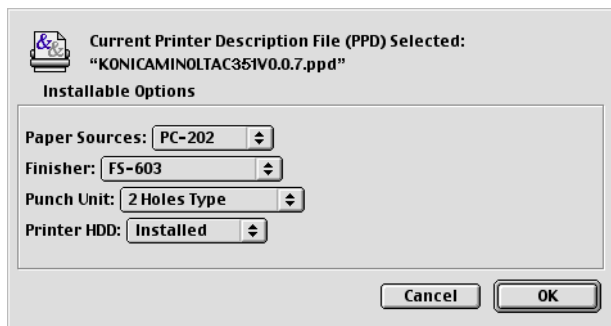 Current Printer Description File (PPD) Selected:
“KONICAMINOLTAC351V0.0.7.ppd”
Installable Options
Paper Sources: PC-202
Finisher: FS-603
Punch Unit: 2 Holes Type
Printer HDD: Installed
Cancel OK